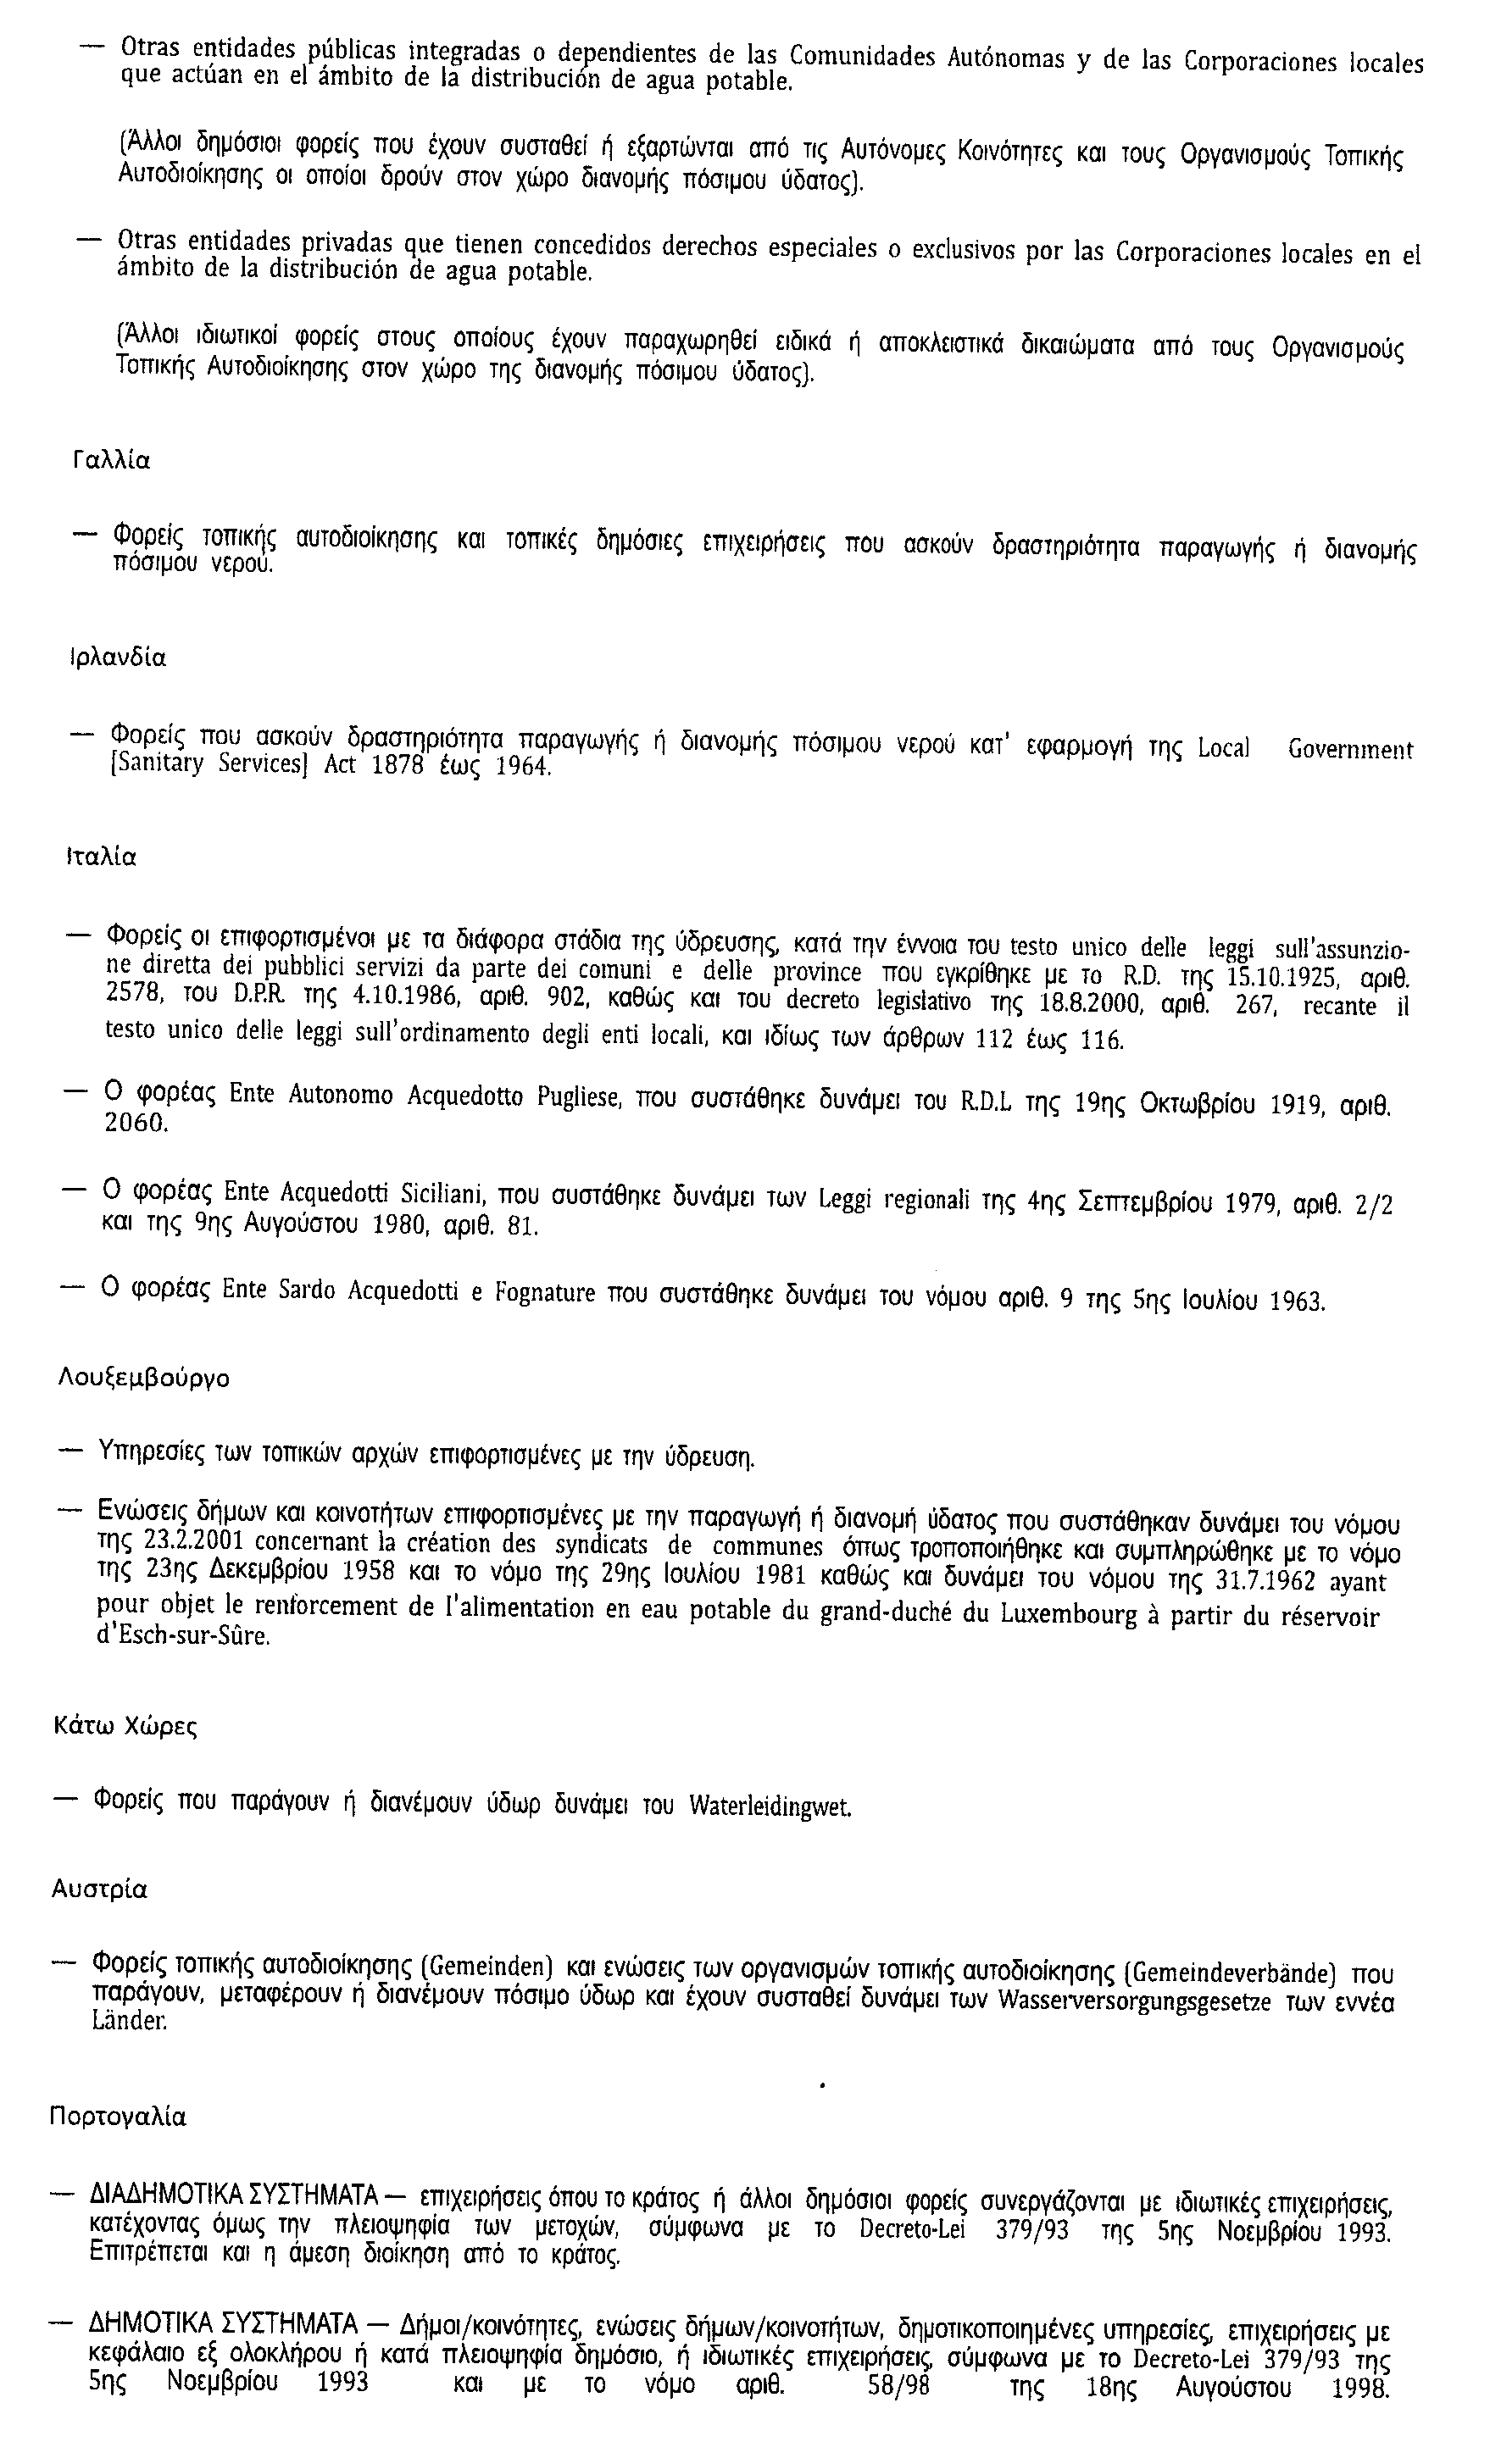 — Otras entidades públicas integradas o dependientes de las Comunidades Autónomas y de las Corporaciones locales
que actúan en el ámbito de la distribución de agua potable.
(Άλλοι δημόσιοι φορείς που έχουν συσταθεί ή εξαρτώνται από τις Αυτόνομες Κοινότητες και τους Οργανισμούς Τοπικής
Αυτοδιοίκησης οι οποίοι δρούν στον χώρο διανομής πόσιμου ύδατος).
— Otras entidades privadas que tienen concedidos derechos especiales o exclusivos por las Corporaciones locales en el
ámbito de la distribución de agua potable.
(Άλλοι ιδιωτικοί φορείς στους οποίους έχουν παραχωρηθεί ειδικά ή αποκλειστικά δικαιώματα από τους Οργανισμούς
Τοπικής Αυτοδιοίκησης στον χώρο της διανομής πόσιμου ύδατος).
Γαλλία
— Φορείς τοπικής αυτοδιοίκησης και τοπικές δημόσιες επιχειρήσεις που ασκούν δραστηριότητα παραγωγής ή διανομής
πόσιμου νερού.
Ιρλανδία
— Φορείς που ασκούν δραστηριότητα παραγωγής ή διανομής πόσιμου νερού κατ' εφαρμογή της Local Government
[Sanitary Services] Act 1878 έως 1964.
Ιταλία
— Φορείς οι επιφορτισμένοι με τα διάφορα στάδια της ύδρευσης, κατά την έννοια του testo unico delle leggi sull'assunzio-
ne diretta dei pubblici servizi da parte dei comuni e delle province που εγκρίθηκε με το R.D. της 15.10.1925, αριθ.
2578, του D.P.R. της 4.10.1986, αριθ. 902, καθώς και του decreto legislativo της 18.8.2000, αριθ. 267, recante il
testo unico delle leggi sull'ordinamento degli enti locali, και ιδίως των άρθρων 112 έως 116.
— Ο φορέας Ente Autonomo Acquedotto Pugliese, που συστάθηκε δυνάμει του R.D.L της 19ης Οκτωβρίου 1919, αριθ.
2060.
— Ο φορέας Ente Acquedotti Siciliani, που συστάθηκε δυνάμει των Leggi regionali της 4ης Σεπτεμβρίου 1979, αριθ. 2/2
και της 9ης Αυγούστου 1980, αριθ. 81.
— Ο φορέας Ente Sardo Acquedotti e Fognature που συστάθηκε δυνάμει του νόμου αριθ. 9 της 5ης Ιουλίου 1963.
Λουξεμβούργο
— Υπηρεσίες των τοπικών αρχών επιφορτισμένες με την ύδρευση.
— Ενώσεις δήμων και κοινοτήτων επιφορτισμένες με την παραγωγή ή διανομή ύδατος που συστάθηκαν δυνάμει του νόμου
της 23.2.2001 concernant la création des syndicats de communes όπως τροποποιήθηκε και συμπληρώθηκε με το νόμο
της 23ης Δεκεμβρίου 1958 και το νόμο της 29ης Ιουλίου 1981 καθώς και δυνάμει του νόμου της 31.7.1962 ayant
pour objet le renforcement de l'alimentation en eau potable du grand-duché du Luxembourg à partir du réservoir
d'Esch-sur-Sûre.
Κάτω Χώρες
— Φορείς που παράγουν ή διανέμουν ύδωρ δυνάμει του Waterleidingwet.
Αυστρία
— Φορείς τοπικής αυτοδιοίκησης (Gemeinden) και ενώσεις των οργανισμών τοπικής αυτοδιοίκησης (Gemeindeverbände) που
παράγουν, μεταφέρουν ή διανέμουν πόσιμο ύδωρ και έχουν συσταθεί δυνάμει των Wasserversorgungsgesetze των εννέα
Länder.
Πορτογαλία
— ΔΙΑΔΗΜΟΤΙΚΑ ΣΥΣΤΗΜΑΤΑ — επιχειρήσεις όπου το κράτος ή άλλοι δημόσιοι φορείς συνεργάζονται με ιδιωτικές επιχειρήσεις,
κατέχοντας όμως την πλειοψηφία των μετοχών, σύμφωνα με το Decreto-Lei 379/93 της 5ης Νοεμβρίου 1993.
Επιτρέπεται και η άμεση διοίκηση από το κράτος.
— ΔΗΜΟΤΙΚΑ ΣΥΣΤΗΜΑΤΑ — Δήμοι/κοινότητες, ενώσεις δήμων/κοινοτήτων, δημοτικοποιημένες υπηρεσίες, επιχειρήσεις με
κεφάλαιο εξ ολοκλήρου ή κατά πλειοψηφία δημόσιο, ή ιδιωτικές επιχειρήσεις, σύμφωνα με το Decreto-Lei 379/93 της
5ης Νοεμβρίου 1993 και με το νόμο αριθ. 58/98 της 18ης Αυγούστου 1998.